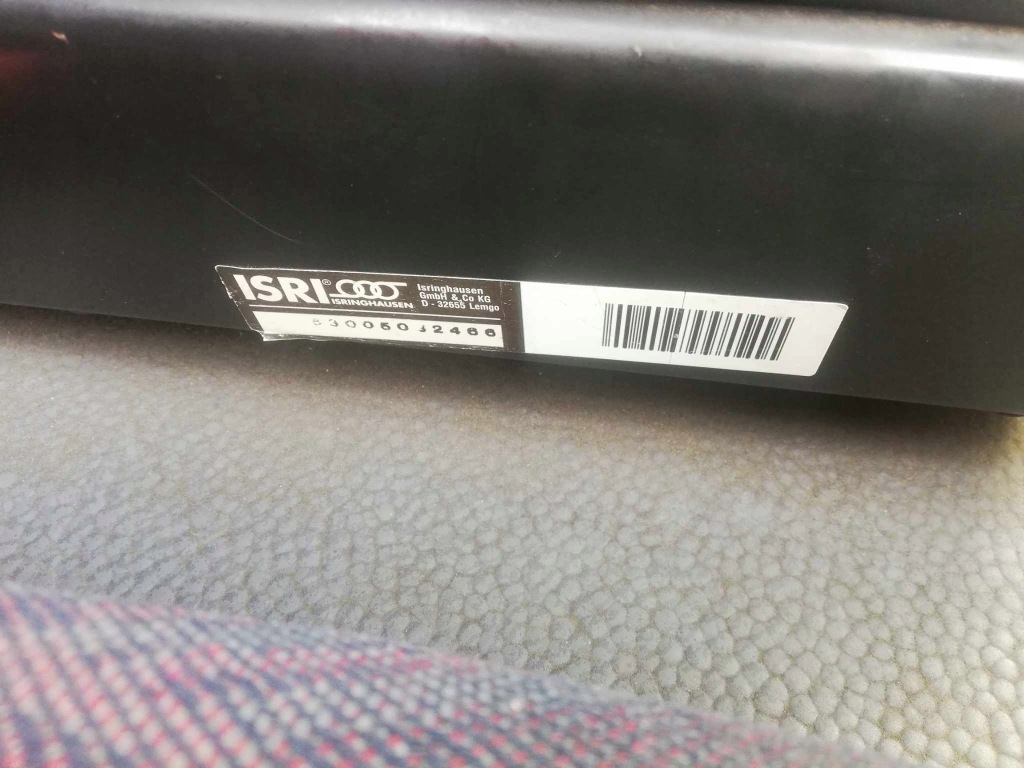 ISRI®
ISRINGHAUSEN
Isringhausen
GmbH & Co KG
D - 32655 Lemgo